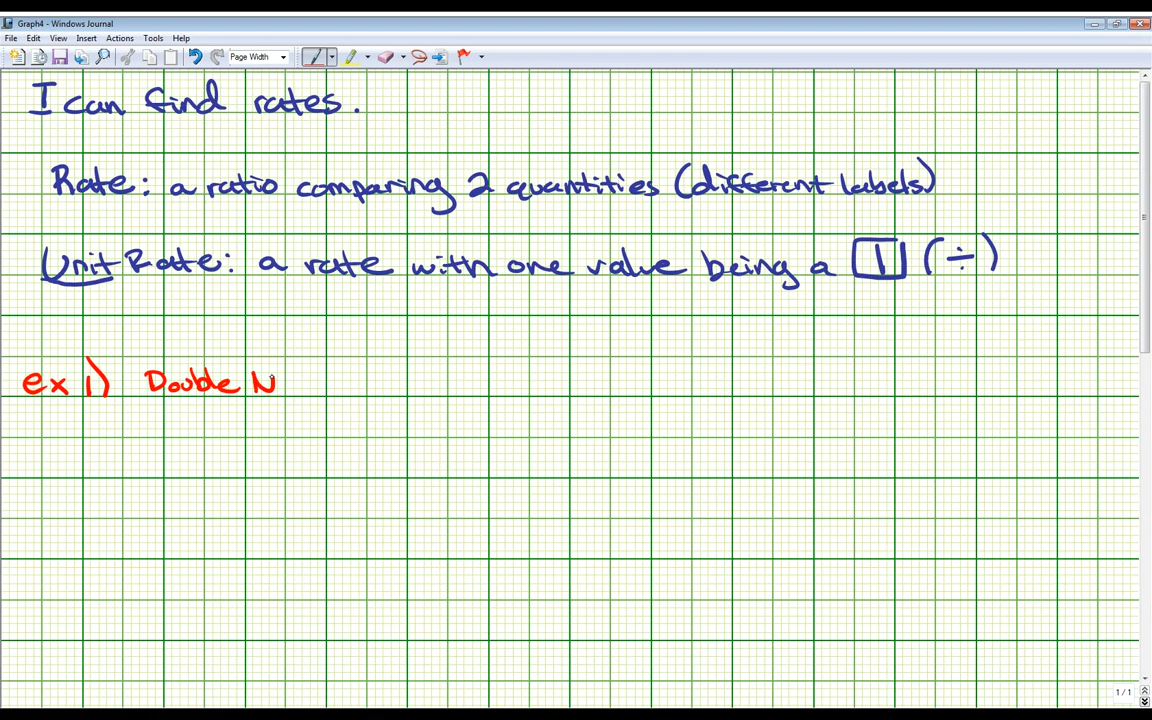 Graph4 - Windows Journal
File Edit View Insert Actions Tools Help
Page Width
I can find rates.
Rate: a ratio comparing 2 quantities (different labels)
Unit Rate: a rate with one value being a 1 (÷)
ex 1) Double N
1 / 1